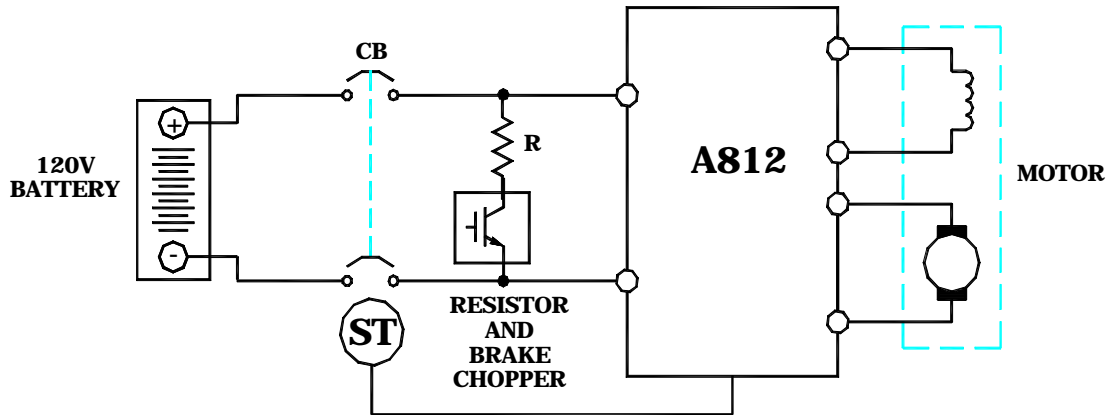 CB
120V
BATTERY
+
-
R
A812
MOTOR
ST
RESISTOR
AND
BRAKE
CHOPPER